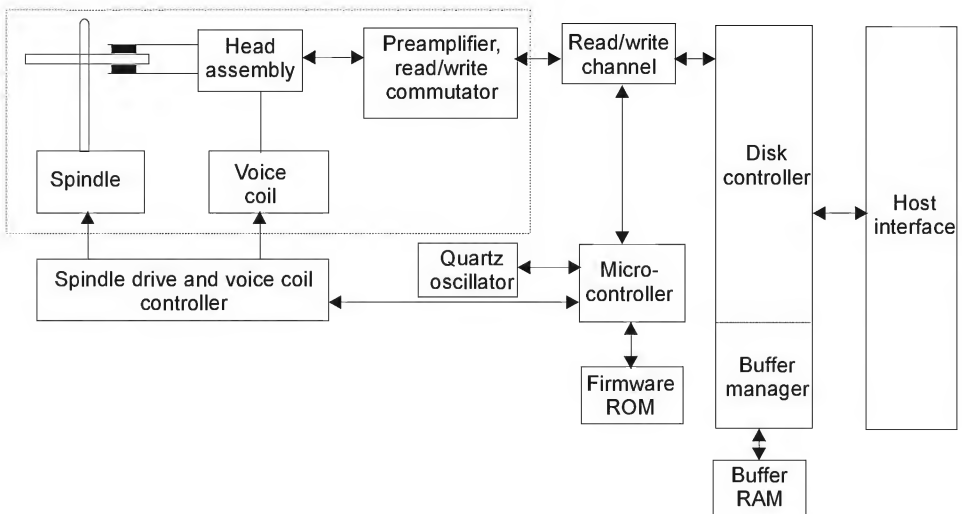 Head
assembly
Preamplifier,
read/write
commutator
Read/write
channel
Disk
controller
Host
interface
Spindle
Voice
coil
Quartz
oscillator
Micro-
controller
Spindle drive and voice coil
controller
Buffer
manager
Firmware
ROM
Buffer
RAM